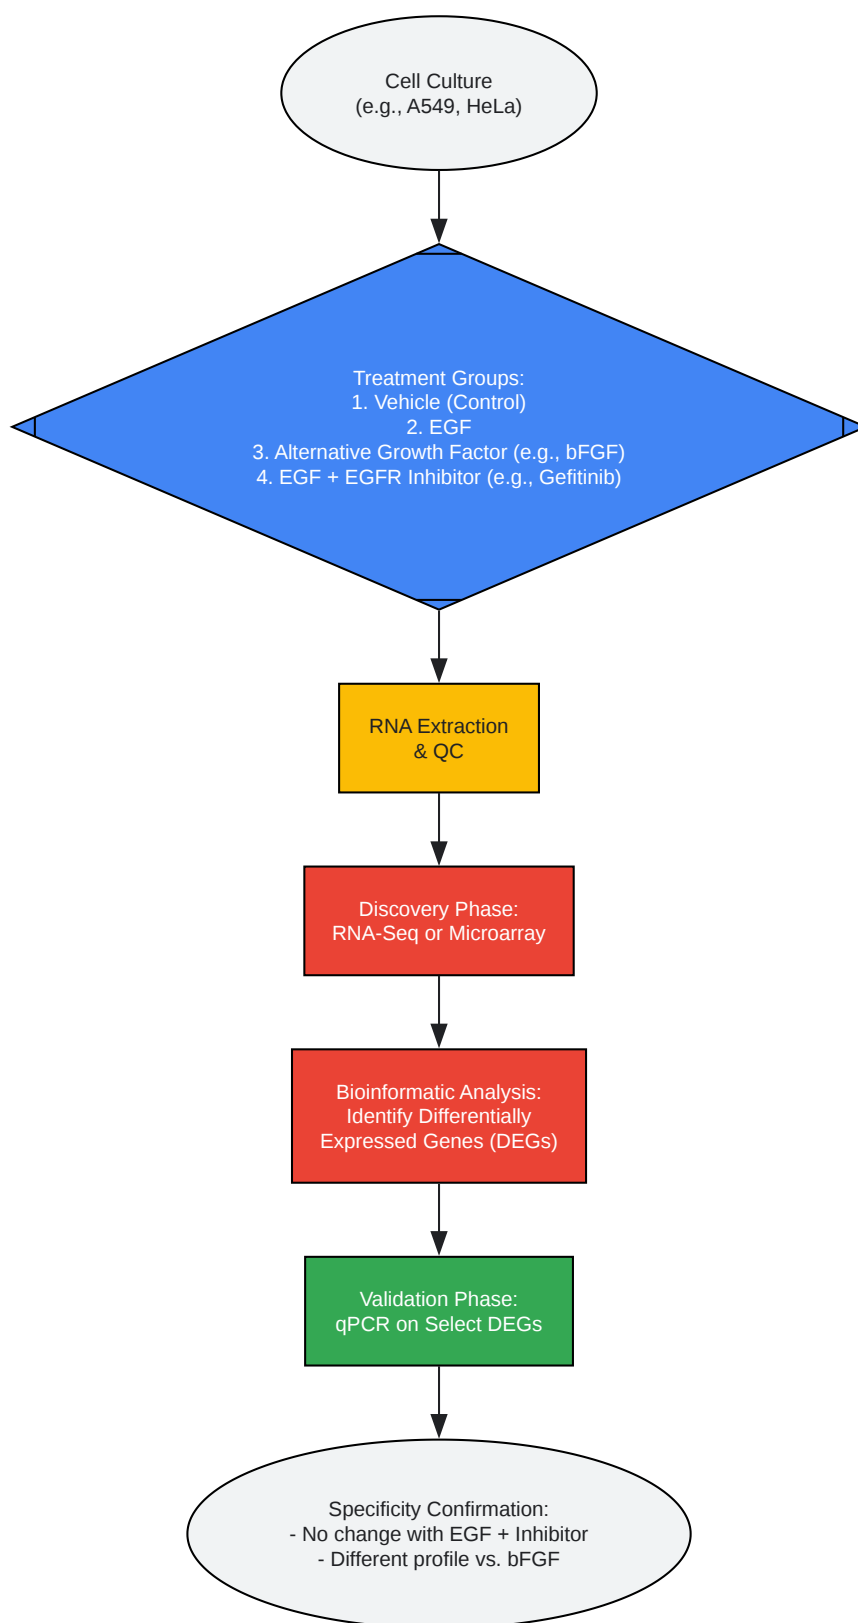 Cell Culture
(e.g., A549, HeLa)
Treatment Groups:
1. Vehicle (Control)
2. EGF
3. Alternative Growth Factor (e.g., bFGF)
4. EGF + EGFR Inhibitor (e.g., Gefitinib)
RNA Extraction
& QC
Discovery Phase:
RNA-Seq or Microarray
Bioinformatic Analysis:
Identify Differentially
Expressed Genes (DEGs)
Validation Phase:
qPCR on Select DEGs
Specificity Confirmation:
- No change with EGF + Inhibitor
- Different profile vs. bFGF